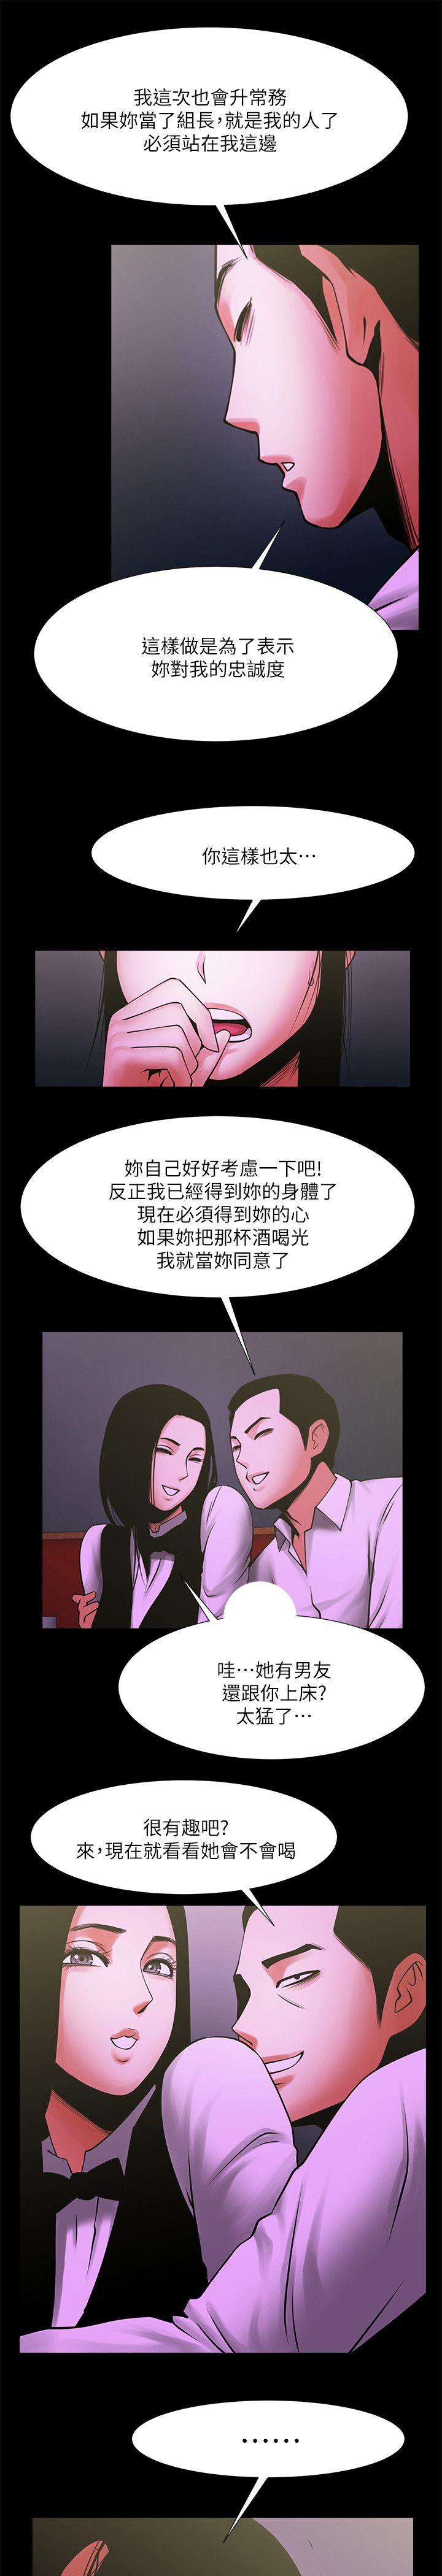 我這次也會升常務
如果妳當了組長，就是我的人了
必須站在我這邊
這樣做是為了表示
妳對我的忠誠度
你這樣也太…
妳自己好好考慮一下吧!
反正我已經得到妳的身體了
現在必須得到妳的心
如果妳把那杯酒喝光
我就當妳同意了
哇…她有男友
還跟你上床?
太猛了…
很有趣吧?
來，現在就看看她會不會喝
……